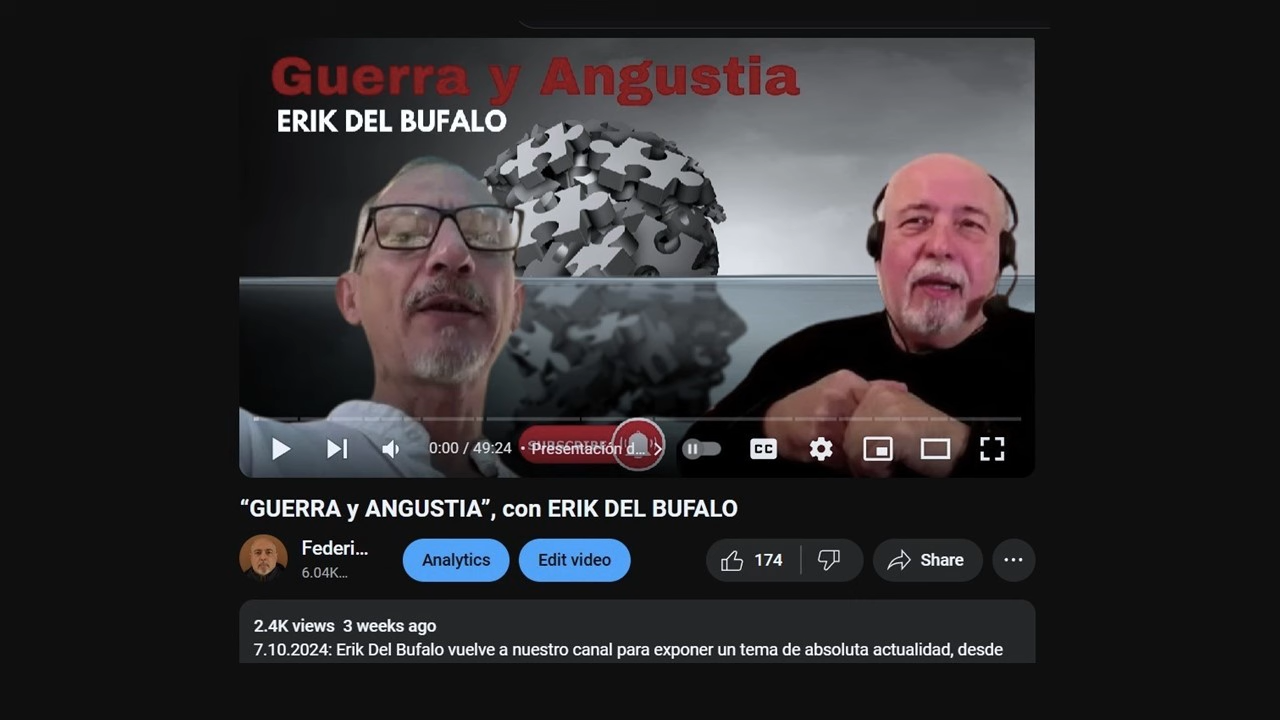 Guerra y Angustia
ERIK DEL BUFALO
0:00 / 49:24 • Presentación d...
CC
“GUERRA y ANGUSTIA”, con ERIK DEL BUFALO
Federi...
6.04K...
Analytics
Edit video
174
Share
2.4K views 3 weeks ago
7.10.2024: Erik Del Bufalo vuelve a nuestro canal para exponer un tema de absoluta actualidad, desde